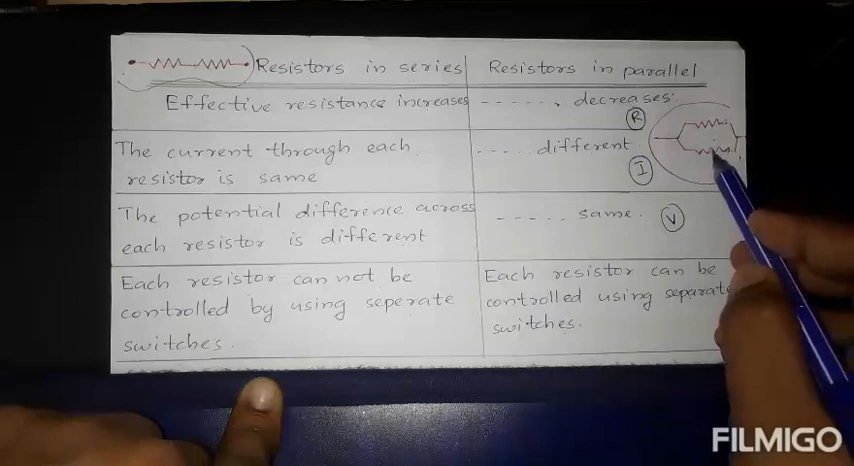 Resistors in series
Resistors in parallel
Effective resistance increases
- - - - - . decreases.
R
The current through each
resistor is same
- - . . . different
I
The potential difference across
each resistor is different
- - - - - same.
V
Each resistor can not be
controlled by using seperate
switches.
Each resistor can be
controlled using separate
switches.
FILMIGO